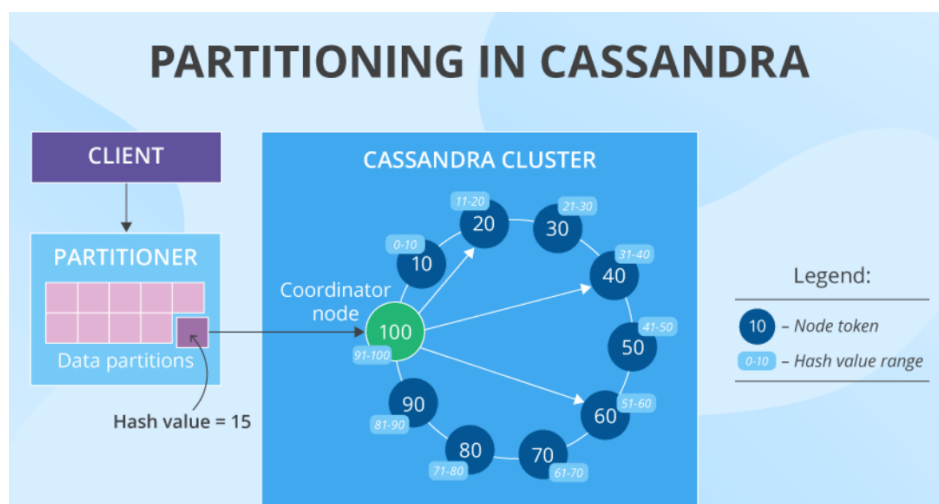 PARTITIONING IN CASSANDRA
CLIENT
PARTITIONER
Data partitions
Hash value = 15
CASSANDRA CLUSTER
Coordinator
node
100
91-100
0-10
10
11-20
20
21-30
30
31-40
40
41-50
50
51-60
60
61-70
70
71-80
80
81-90
90
Legend:
10 – Node token
0-10 – Hash value range